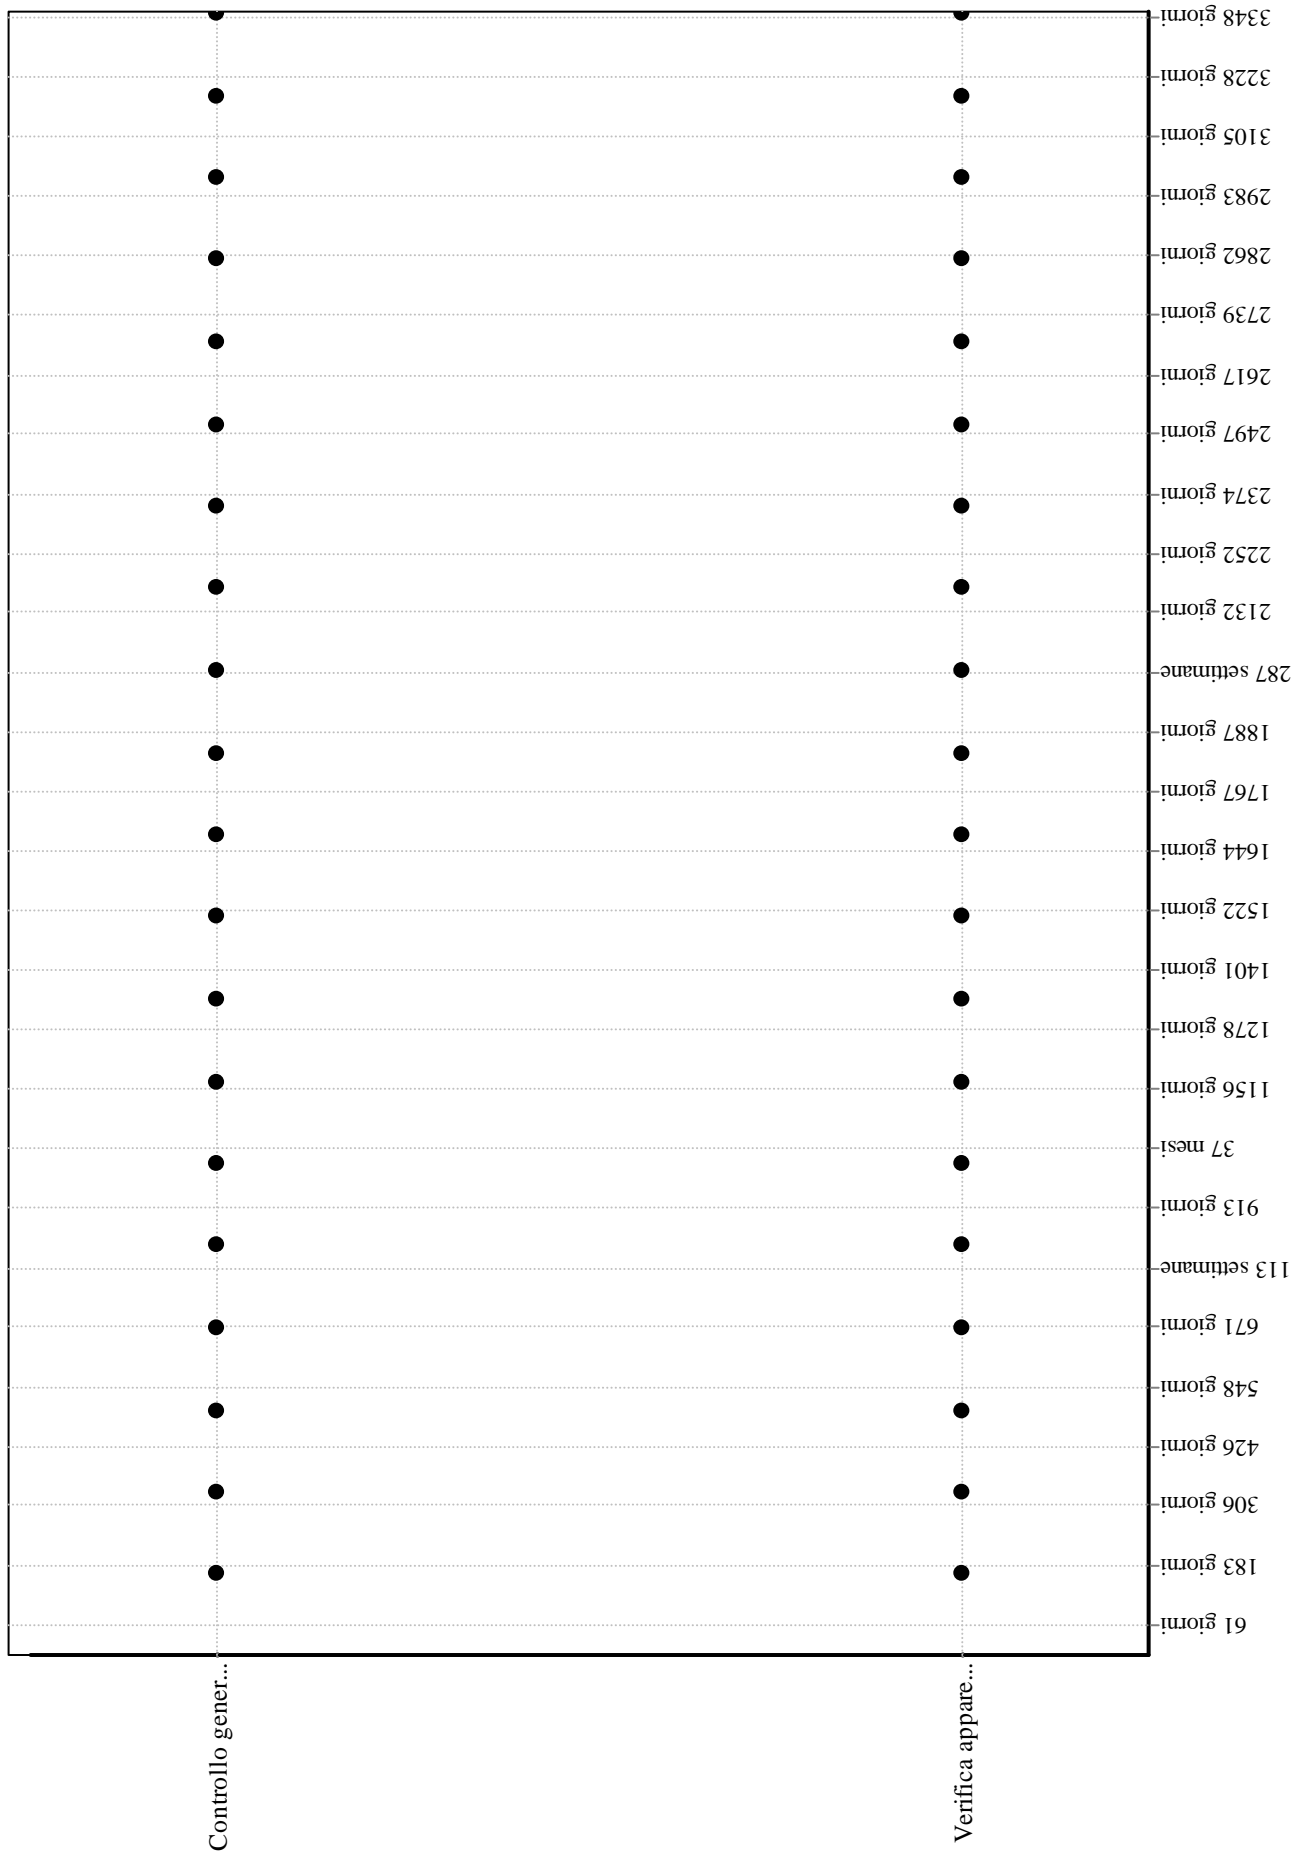 3348 giorni
3228 giorni
3105 giorni
2983 giorni
2862 giorni
2739 giorni
2617 giorni
2497 giorni
2374 giorni
2252 giorni
2132 giorni
287 settimane
1887 giorni
1767 giorni
1644 giorni
1522 giorni
1401 giorni
1278 giorni
1156 giorni
37 mesi
913 giorni
113 settimane
671 giorni
548 giorni
426 giorni
306 giorni
183 giorni
61 giorni
Controllo gener...
Verifica appare...